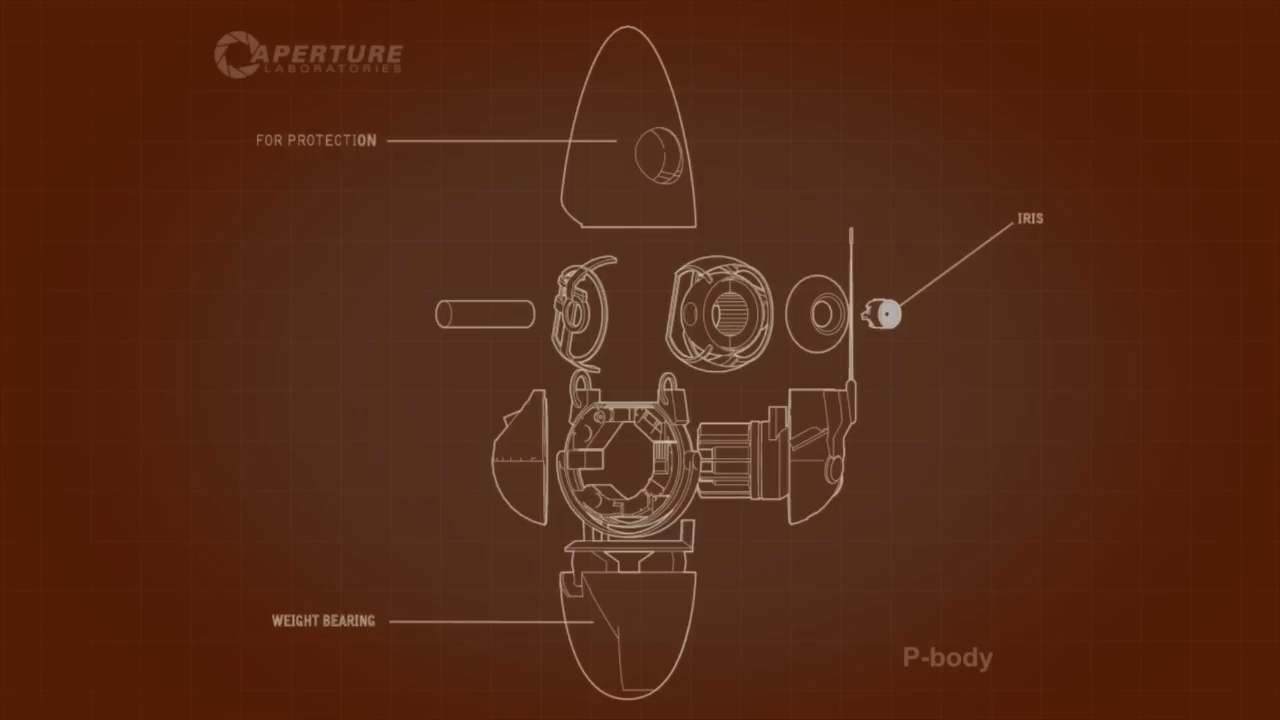 APERTURE
LABORATORIES
FOR PROTECTION
IRIS
WEIGHT BEARING
P-body